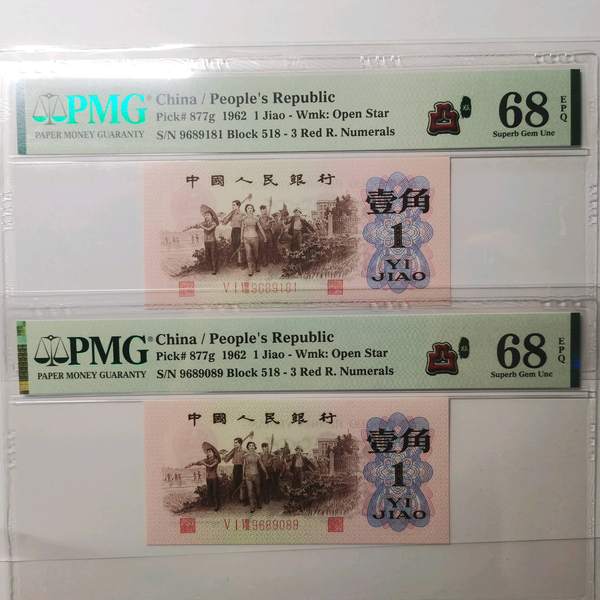 PMG®
PAPER MONEY GUARANTY
China / People's Republic
Pick# 877g 1962 1 Jiao - Wmk: Open Star
S/N 9689181 Block 518 - 3 Red R. Numerals
68 EPQ
Superb Gem Unc
中國人民銀行
壹角
1
YI
JIAO
V I VIII 9689181
PMG®
PAPER MONEY GUARANTY
China / People's Republic
Pick# 877g 1962 1 Jiao - Wmk: Open Star
S/N 9689089 Block 518 - 3 Red R. Numerals
68 EPQ
Superb Gem Unc
中國人民銀行
壹角
1
YI
JIAO
V I VIII 9689089